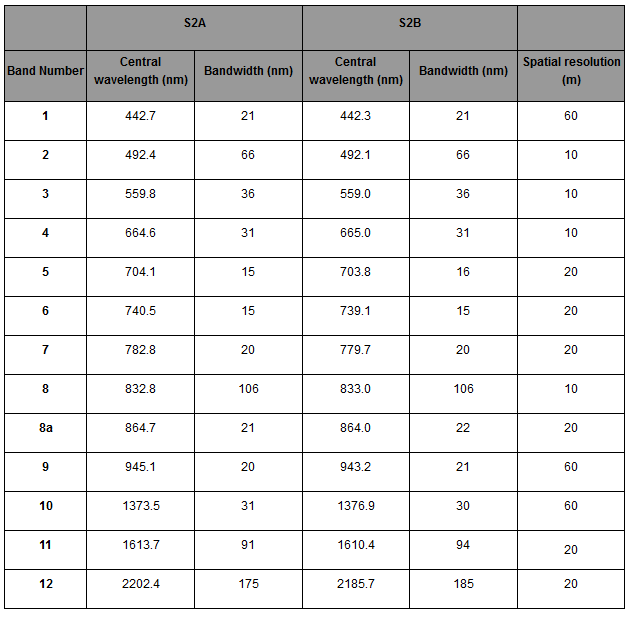 S2A S2B
Band Number Central wavelength (nm) Bandwidth (nm) Central wavelength (nm) Bandwidth (nm) Spatial resolution (m)
1 442.7 21 442.3 21 60
2 492.4 66 492.1 66 10
3 559.8 36 559.0 36 10
4 664.6 31 665.0 31 10
5 704.1 15 703.8 16 20
6 740.5 15 739.1 15 20
7 782.8 20 779.7 20 20
8 832.8 106 833.0 106 10
8a 864.7 21 864.0 22 20
9 945.1 20 943.2 21 60
10 1373.5 31 1376.9 30 60
11 1613.7 91 1610.4 94 20
12 2202.4 175 2185.7 185 20